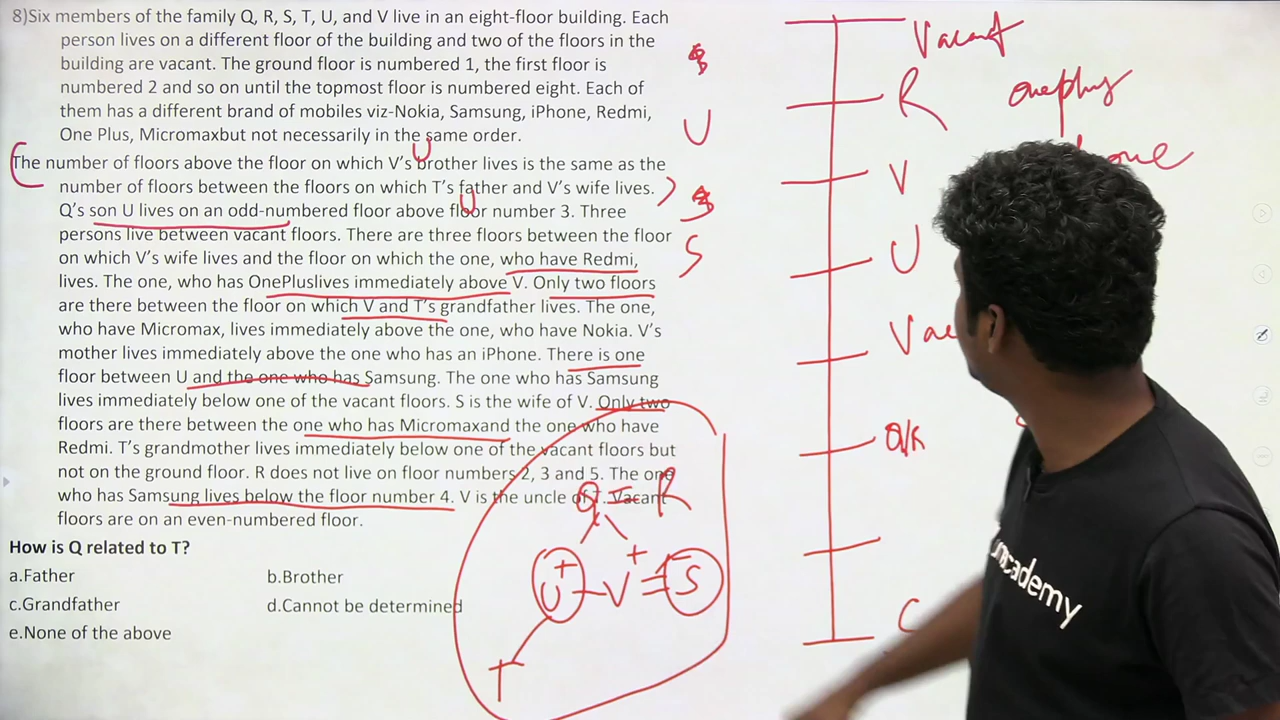 8)Six members of the family Q, R, S, T, U, and V live in an eight-floor building. Each
person lives on a different floor of the building and two of the floors in the
building are vacant. The ground floor is numbered 1, the first floor is
numbered 2 and so on until the topmost floor is numbered eight. Each of
them has a different brand of mobiles viz-Nokia, Samsung, iPhone, Redmi,
One Plus, Micromaxbut not necessarily in the same order.
The number of floors above the floor on which V's brother lives is the same as the
number of floors between the floors on which T's father and V's wife lives.
Q's son U lives on an odd-numbered floor above floor number 3. Three
persons live between vacant floors. There are three floors between the floor
on which V's wife lives and the floor on which the one, who have Redmi,
lives. The one, who has OnePluslives immediately above V. Only two floors
are there between the floor on which V and T's grandfather lives. The one,
who have Micromax, lives immediately above the one, who have Nokia. V's
mother lives immediately above the one who has an iPhone. There is one
floor between U and the one who has Samsung. The one who has Samsung
lives immediately below one of the vacant floors. S is the wife of V. Only two
floors are there between the one who has Micromaxand the one who have
Redmi. T's grandmother lives immediately below one of the vacant floors but
not on the ground floor. R does not live on floor numbers 2, 3 and 5. The one
who has Samsung lives below the floor number 4. V is the uncle of T. Vacant
floors are on an even-numbered floor.
How is Q related to T?
a.Father
b.Brother
c.Grandfather
d.Cannot be determined
e.None of the above
U
U
U
S
Q = R
U + – V + = S –
T
Vacant
R oneplus
V
U
Q/R
unacademy